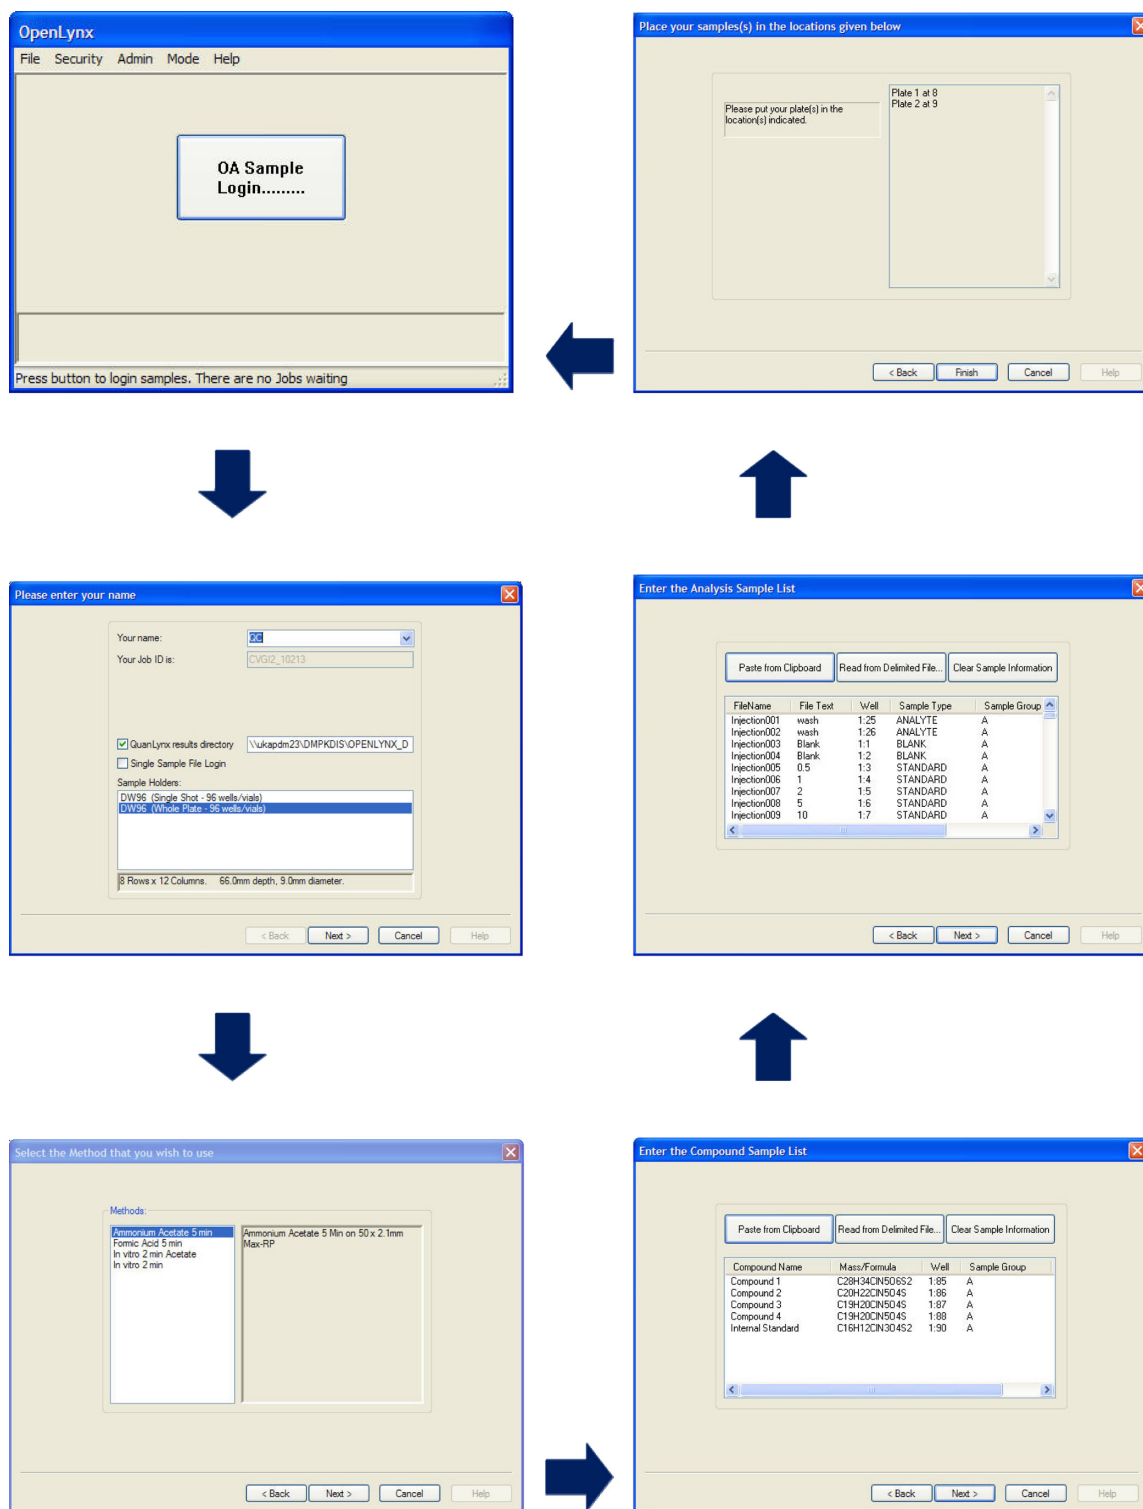 OpenLynx
File Security Admin Mode Help
OA Sample
Login.........
Press button to login samples. There are no Jobs waiting
Place your samples(s) in the locations given below
Please put your plate(s) in the
location(s) indicated.
Plate 1 at 8
Plate 2 at 9
< Back Finish Cancel Help
Please enter your name
Your name: QC
Your Job ID is: CVGI2_10213
QuanLynx results directory \\ukapdm23\DMPKDIS\OPENLYNX_D
Single Sample File Login
Sample Holders:
DW96 (Single Shot - 96 wells/vials)
DW96 (Whole Plate - 96 wells/vials)
8 Rows x 12 Columns. 66.0mm depth, 9.0mm diameter.
< Back Next > Cancel Help
Enter the Analysis Sample List
Paste from Clipboard Read from Delimited File... Clear Sample Information
FileName File Text Well Sample Type Sample Group
Injection001 wash 1:25 ANALYTE A
Injection002 wash 1:26 ANALYTE A
Injection003 Blank 1:1 BLANK A
Injection004 Blank 1:2 BLANK A
Injection005 0.5 1:3 STANDARD A
Injection006 1 1:4 STANDARD A
Injection007 2 1:5 STANDARD A
Injection008 5 1:6 STANDARD A
Injection009 10 1:7 STANDARD A
< Back Next > Cancel Help
Select the Method that you wish to use
Methods:
Ammonium Acetate 5 min
Formic Acid 5 min
In vitro 2 min Acetate
In vitro 2 min
Ammonium Acetate 5 Min on 50 x 2.1mm
Max-RP
< Back Next > Cancel Help
Enter the Compound Sample List
Paste from Clipboard Read from Delimited File... Clear Sample Information
Compound Name Mass/Formula Well Sample Group
Compound 1 C28H34ClN5O6S2 1:85 A
Compound 2 C20H22ClN5O4S 1:86 A
Compound 3 C19H20ClN5O4S 1:87 A
Compound 4 C19H20ClN5O4S 1:88 A
Internal Standard C16H12ClN3O4S2 1:90 A
< Back Next > Cancel Help